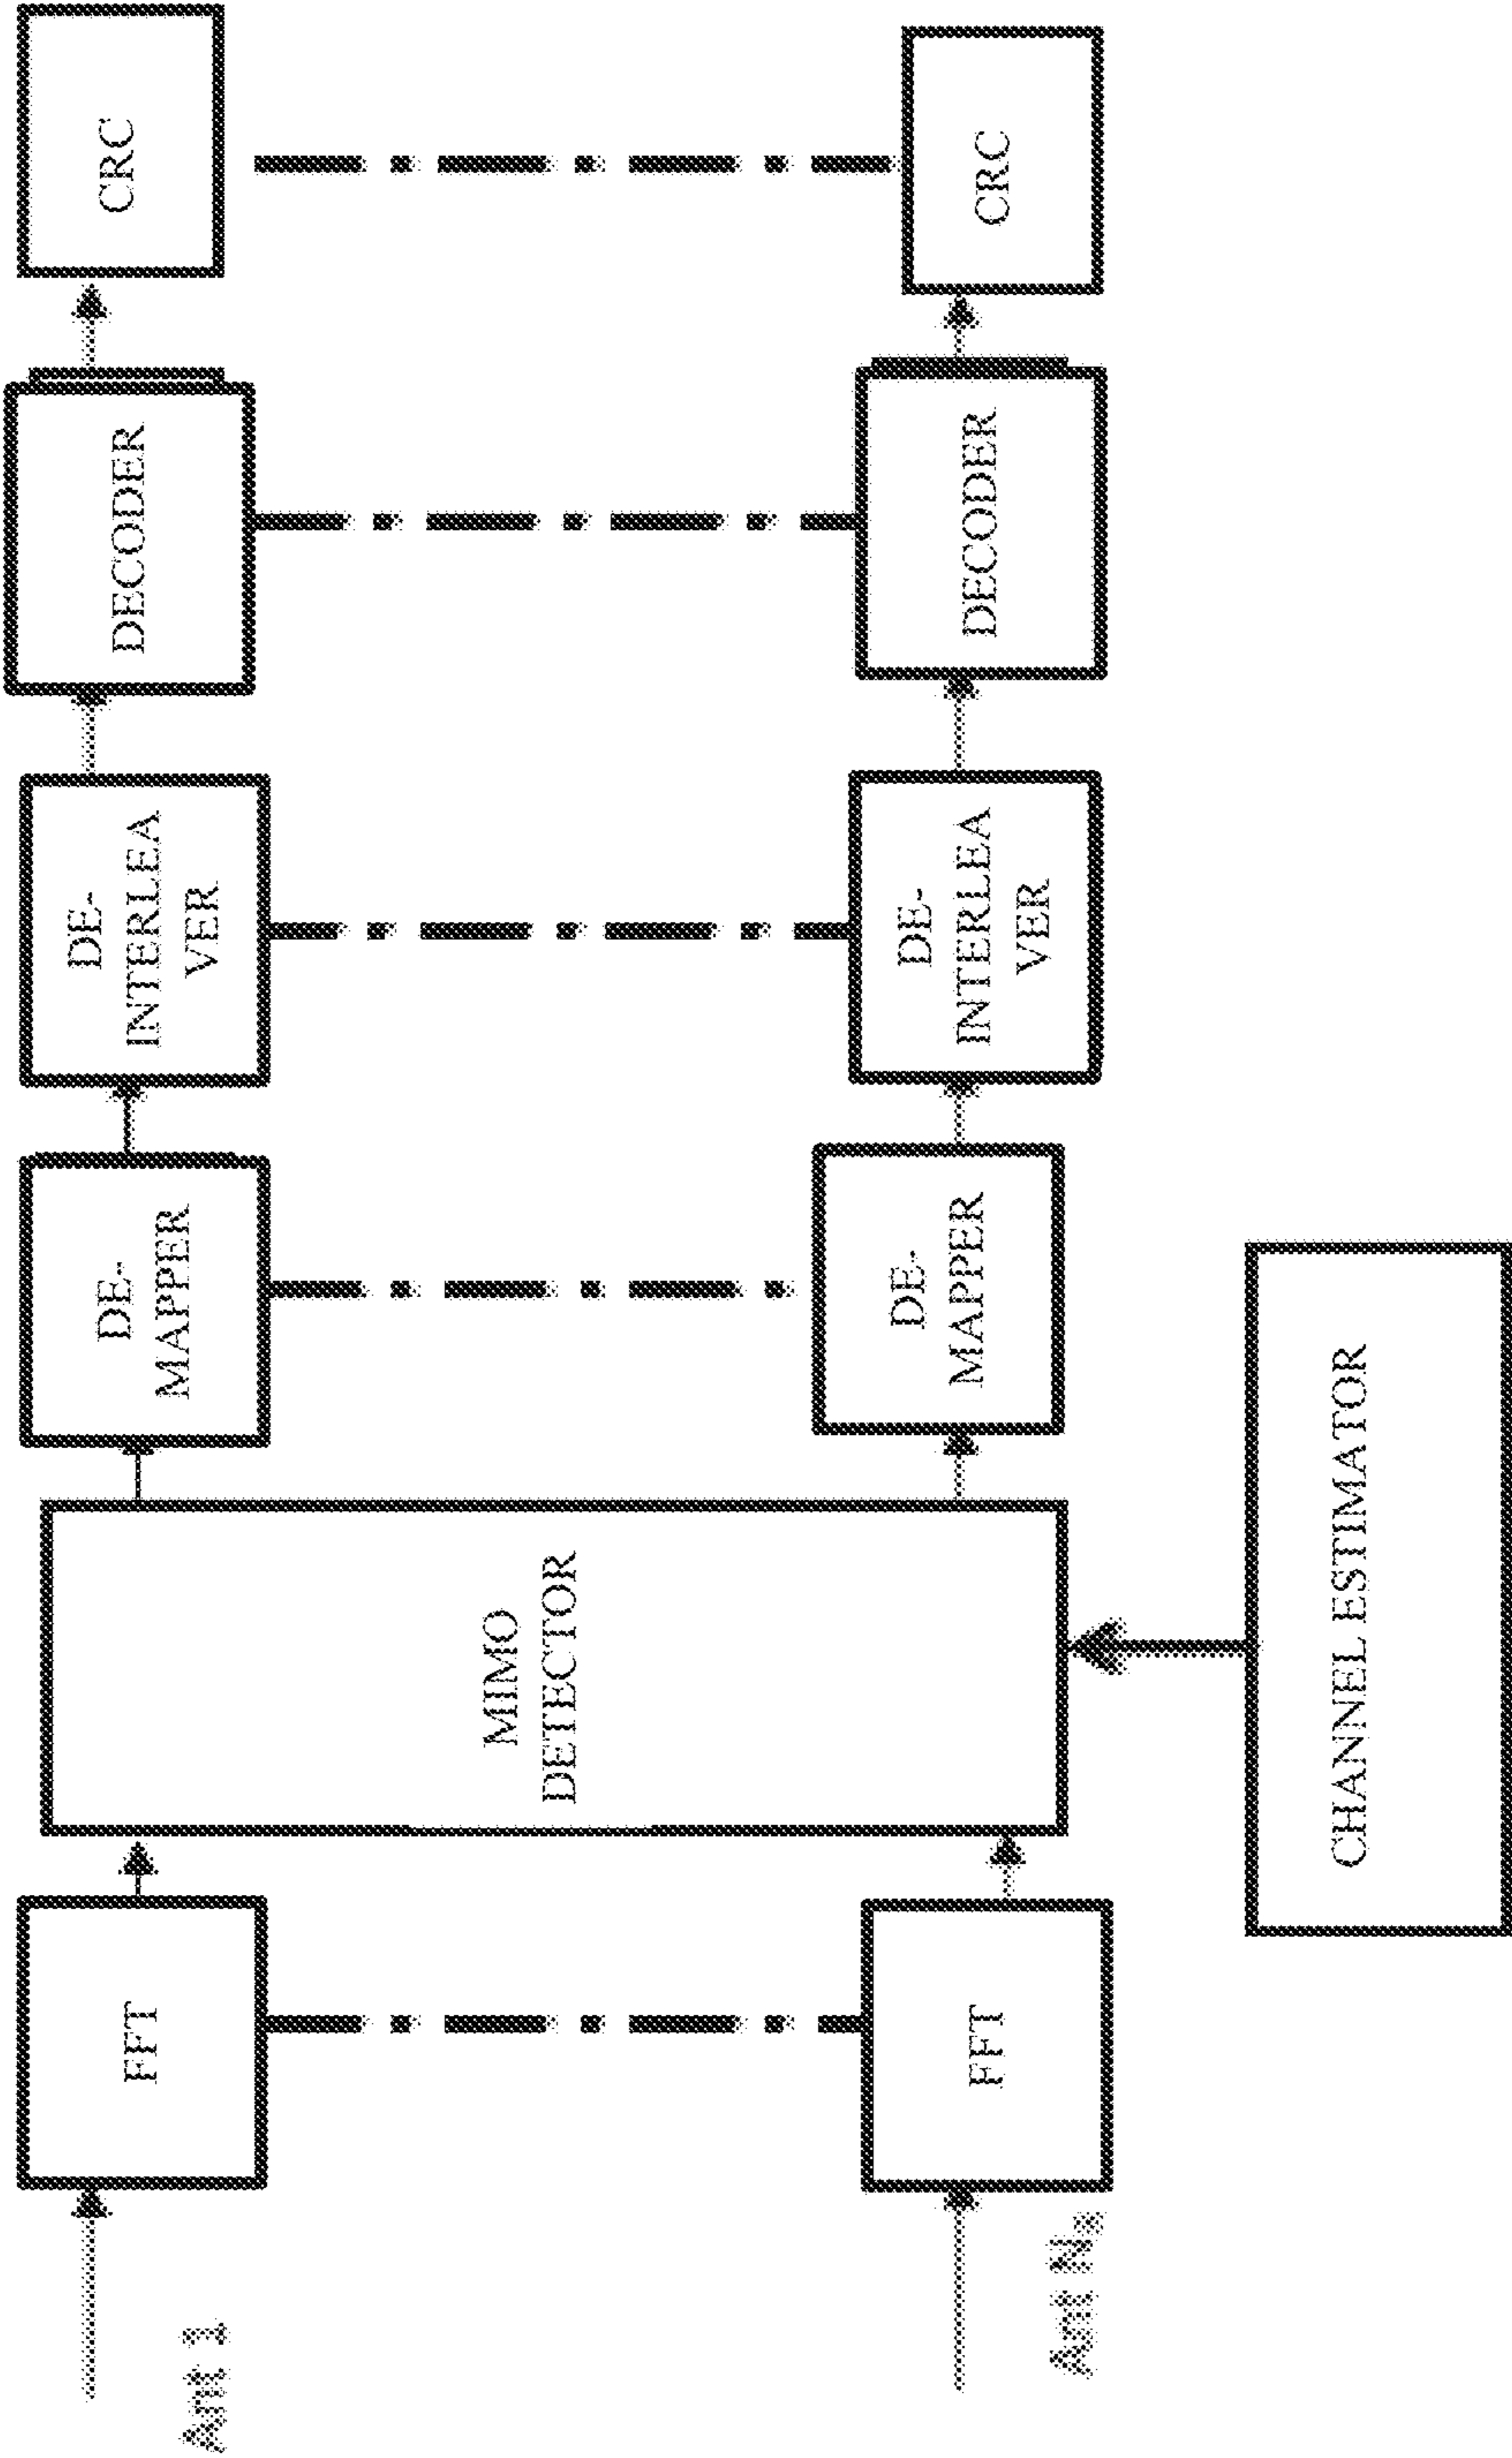 Ant 1
FFT
MIMO
DETECTOR
DE-
MAPPER
DE-
INTERLEA
VER
DECODER
CRC
Ant N
FFT
DE-
MAPPER
DE-
INTERLEA
VER
DECODER
CRC
CHANNEL ESTIMATOR